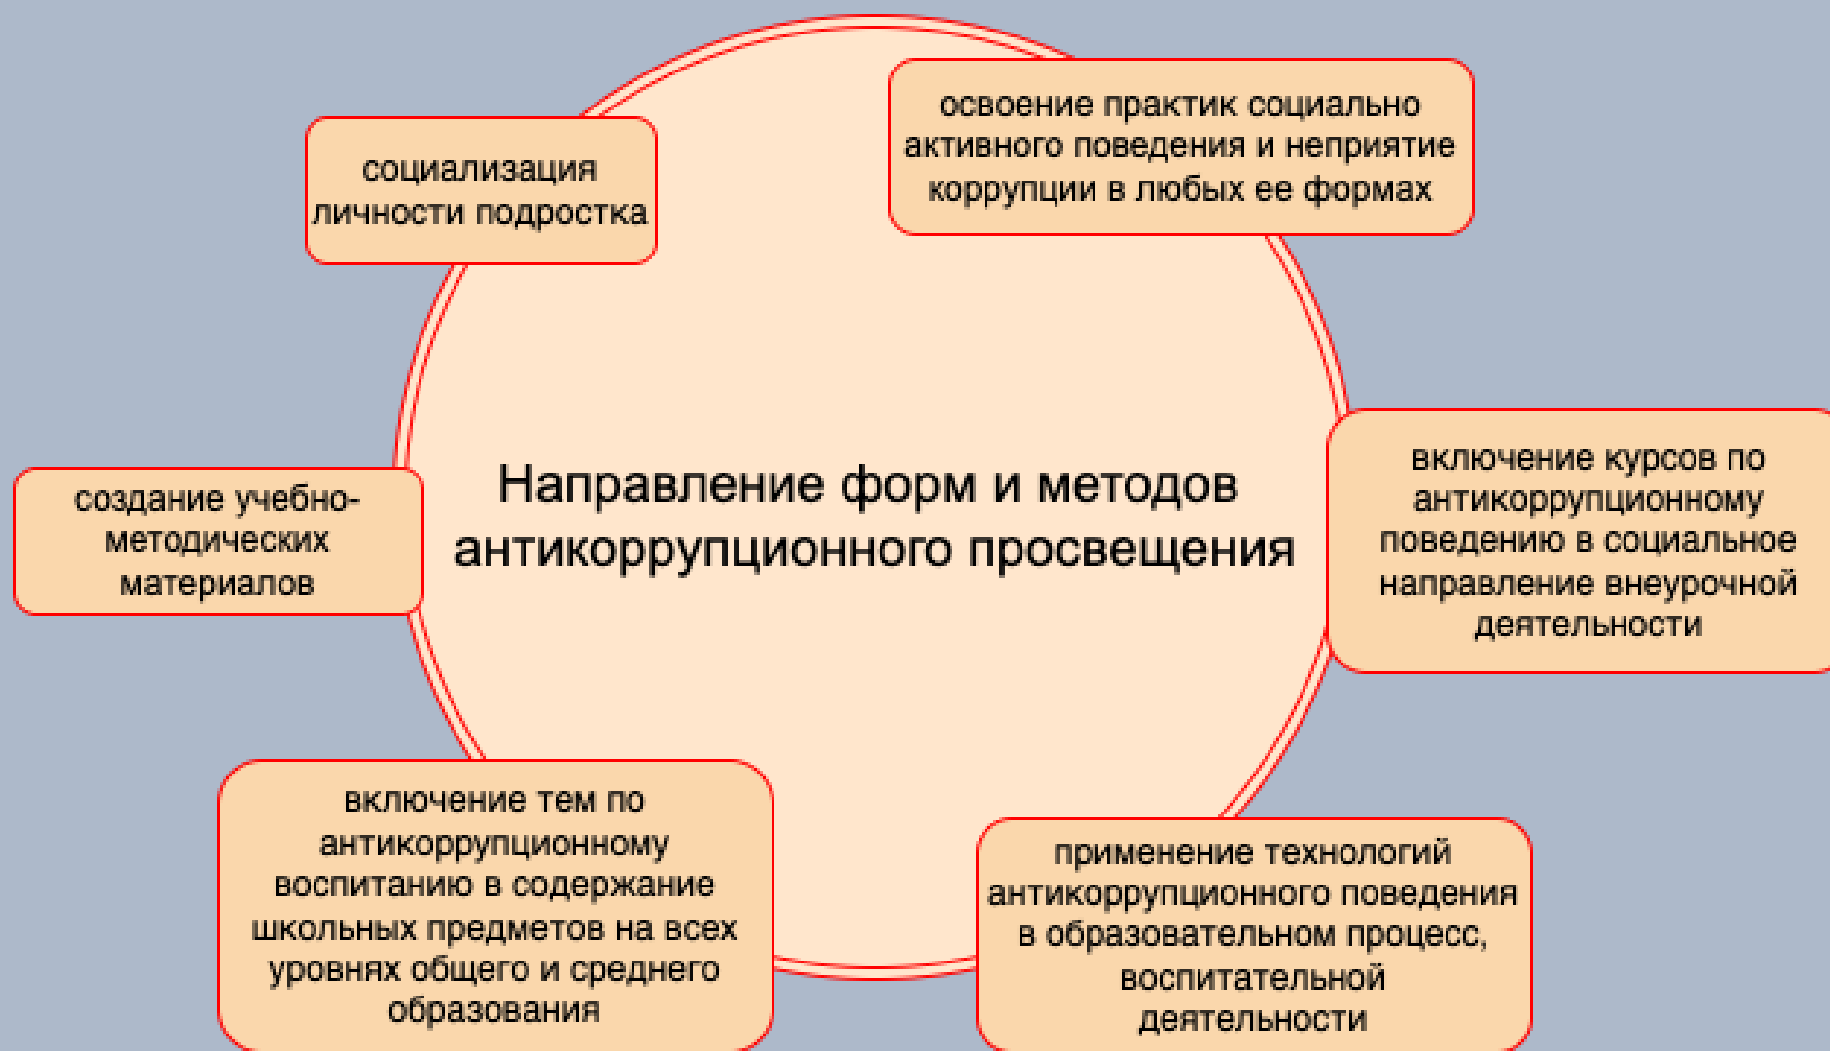 социализация
личности подростка
освоение практик социально
активного поведения и неприятие
коррупции в любых ее формах
Направление форм и методов
антикоррупционного просвещения
создание учебно-
методических
материалов
включение курсов по
антикоррупционному
поведению в социальное
направление внеурочной
деятельности
включение тем по
антикоррупционному
воспитанию в содержание
школьных предметов на всех
уровнях общего и среднего
образования
применение технологий
антикоррупционного поведения
в образовательном процесс,
воспитательной
деятельности